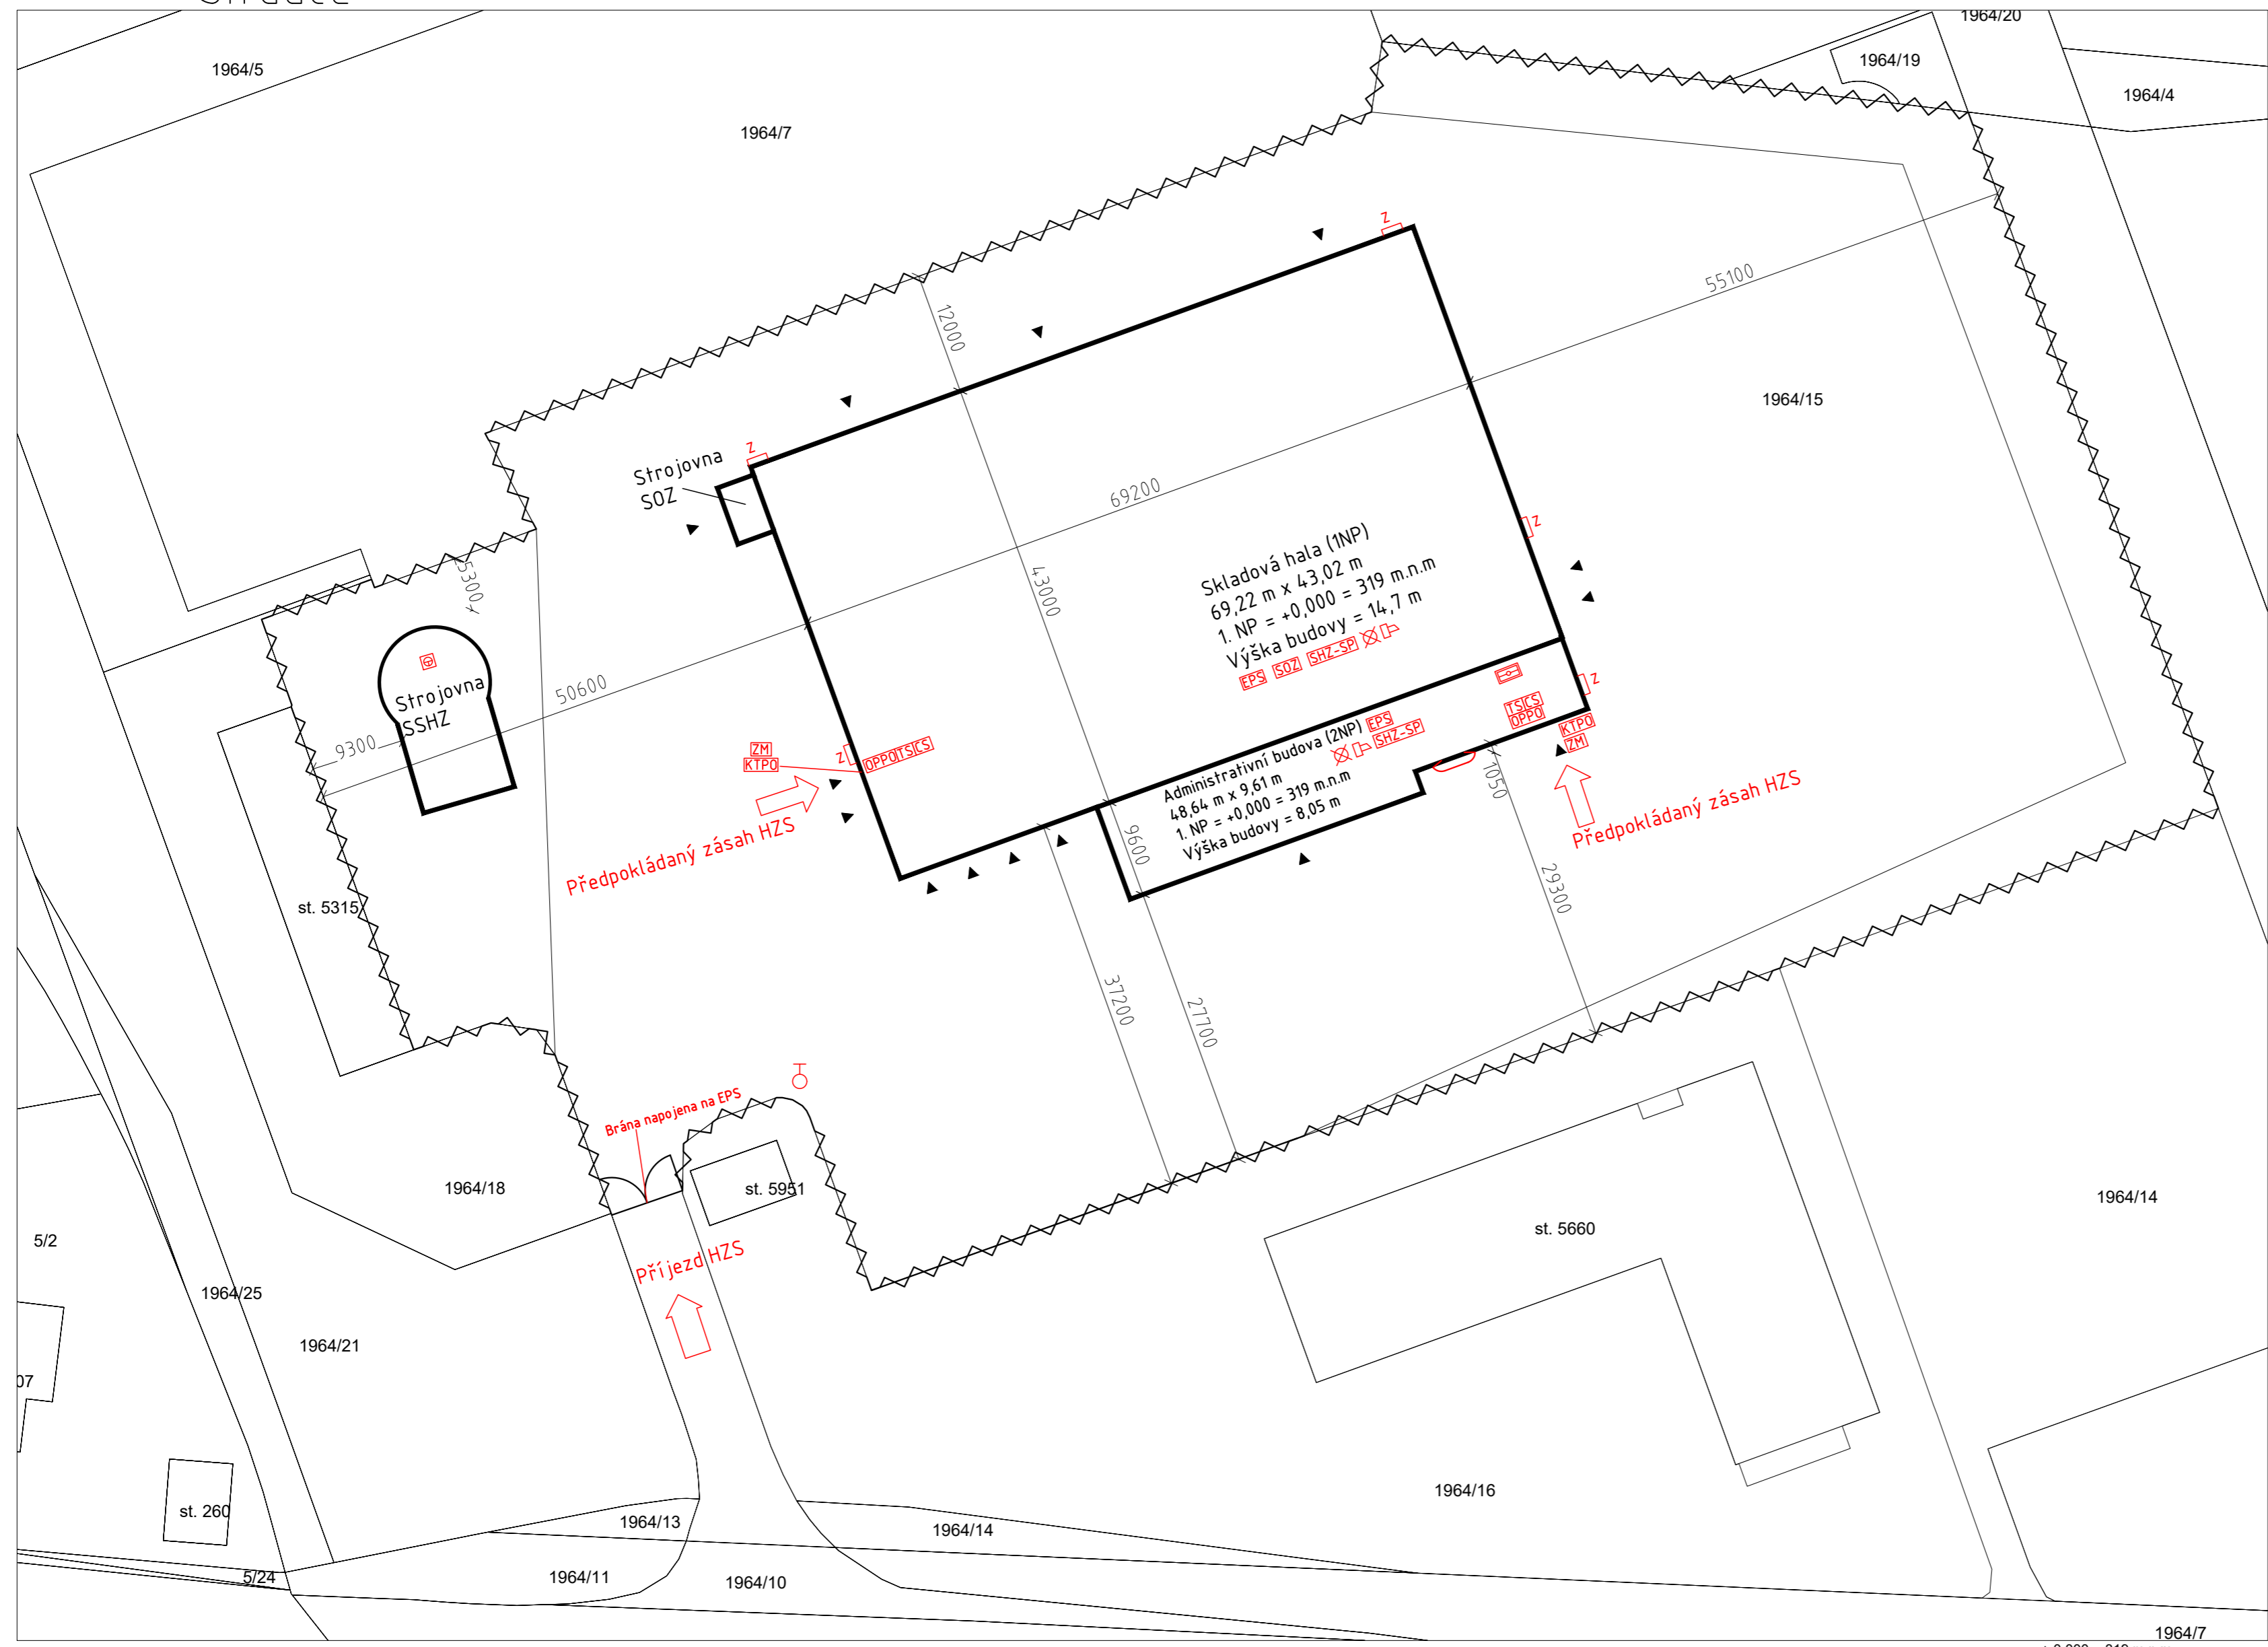 1964/20
1964/5
1964/19
1964/4
1964/7
Z
55100
12000
1964/15
Z
Strojovna
SOZ
69200
Z
Skladová hala (1NP)
69,22 m x 43,02 m
1. NP = +0,000 = 319 m.n.m
Výška budovy = 14,7 m
EPS SOZ SHZ-SP
43000
50600
Strojovna
SSHZ
9300
Z
TS CS
OPPO
KTPO
ZM
ZM
KTPO
Z
OPPO TS CS
Administrativní budova (2NP) EPS
SHZ-SP
48,64 m x 9,61 m
1. NP = +0,000 = 319 m.n.m
Výška budovy = 8,05 m
1050
Předpokládaný zásah HZS
Předpokládaný zásah HZS
9600
29300
st. 5315
37200
27700
Brána napojena na EPS
1964/18
st. 5951
1964/14
st. 5660
5/2
Příjezd HZS
1964/25
1964/21
07
1964/16
st. 260
1964/13
1964/14
5/24
1964/11
1964/10
1964/7